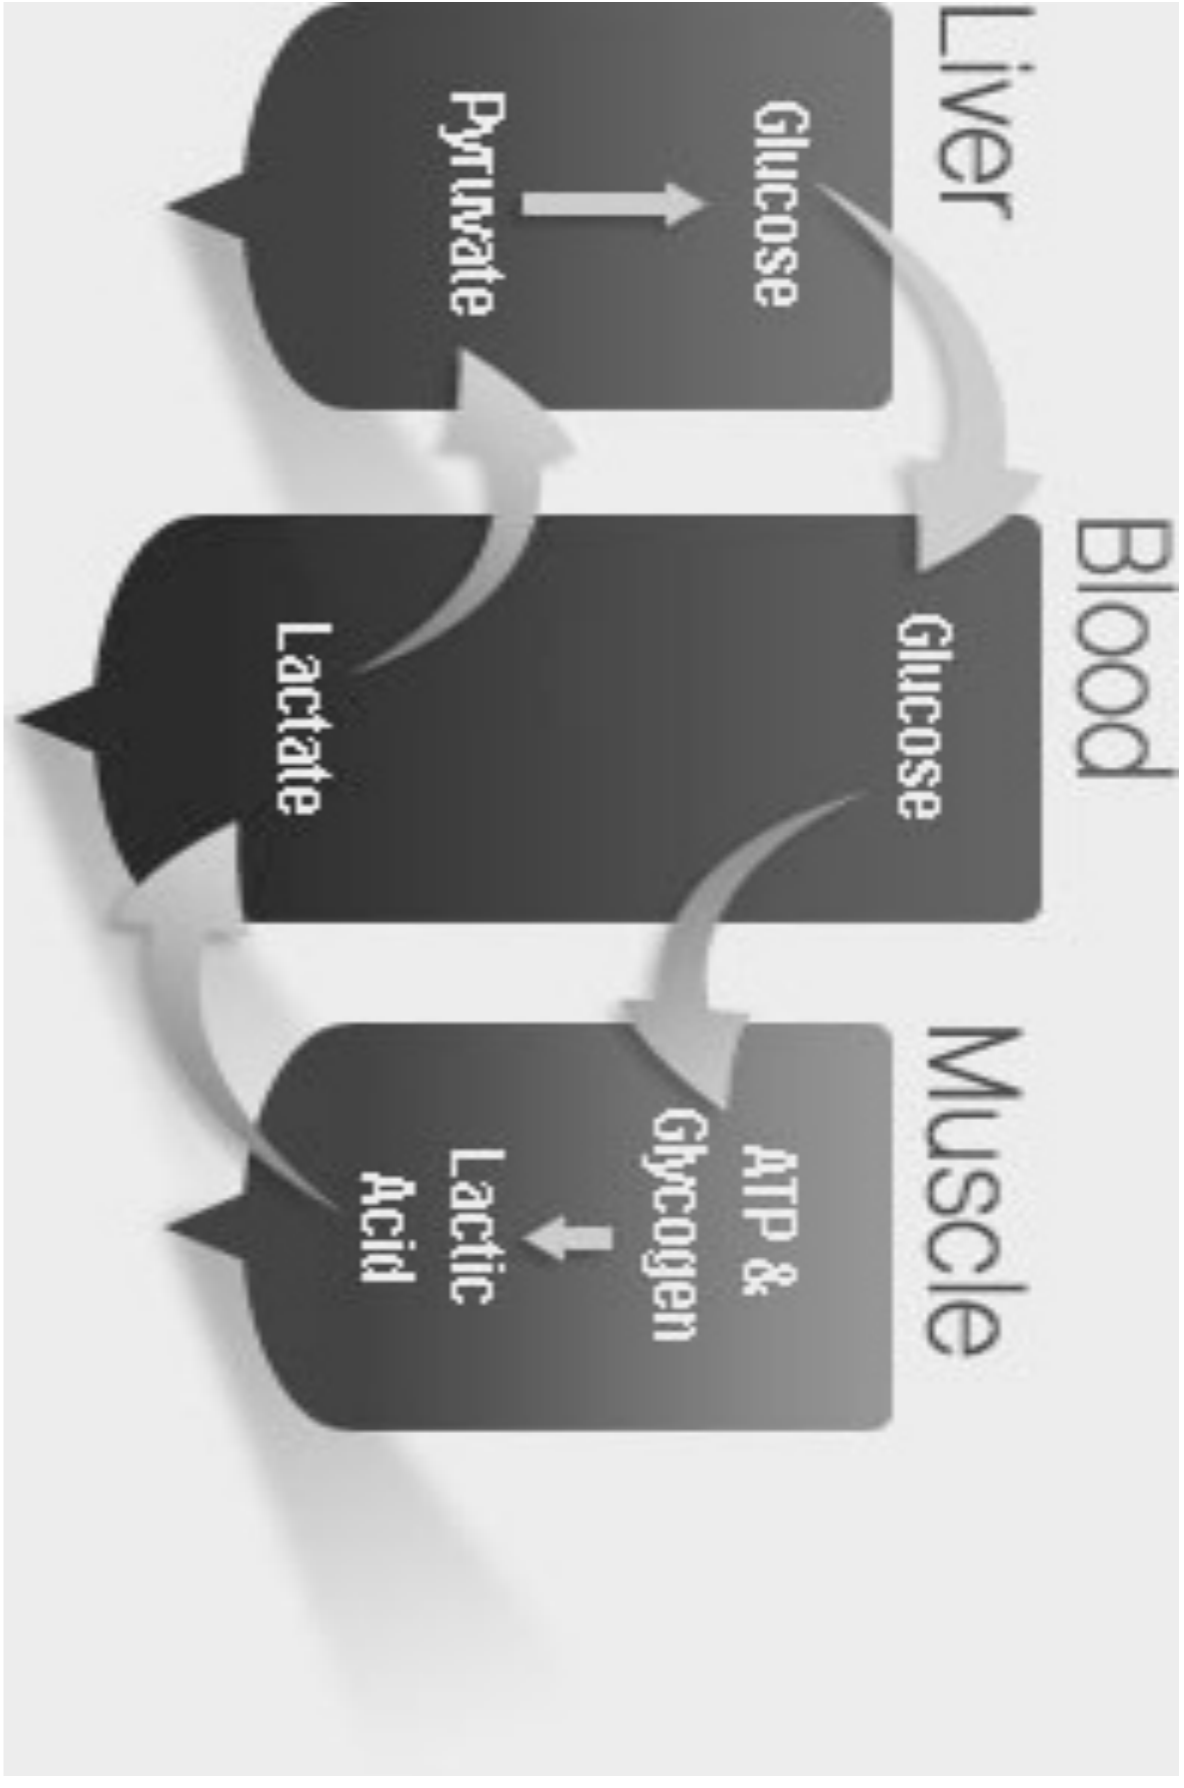 Liver
Glucose
Pyruvate
Blood
Glucose
Lactate
Muscle
ATP &
Glycogen
Lactic
Acid